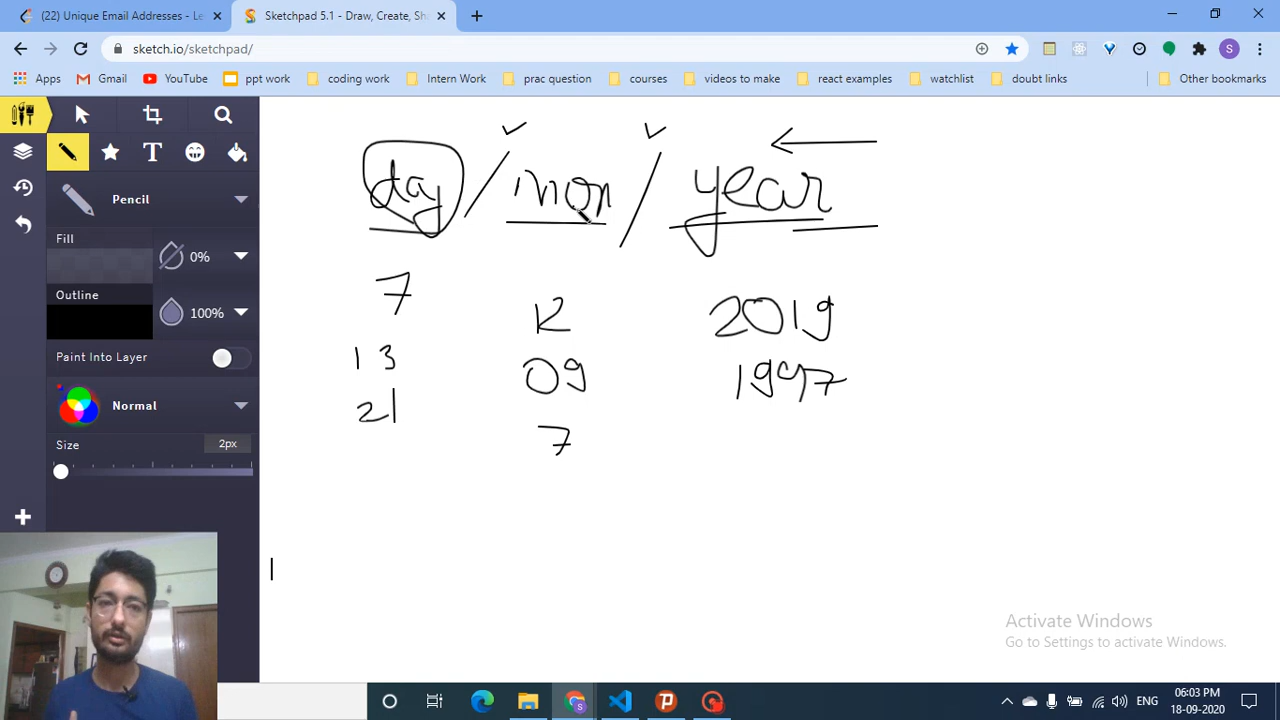 (22) Unique Email Addresses - Le
Sketchpad 5.1 - Draw, Create, Sha
sketch.io/sketchpad/
S
Apps Gmail YouTube ppt work coding work Intern Work prac question courses videos to make react examples watchlist doubt links Other bookmarks
day / mon / year
Pencil
Fill
0%
Outline
100%
Paint Into Layer
Normal
Size
2px
7 12 2019
13 09 1997
21 7
Activate Windows
Go to Settings to activate Windows.
ENG
06:03 PM
18-09-2020